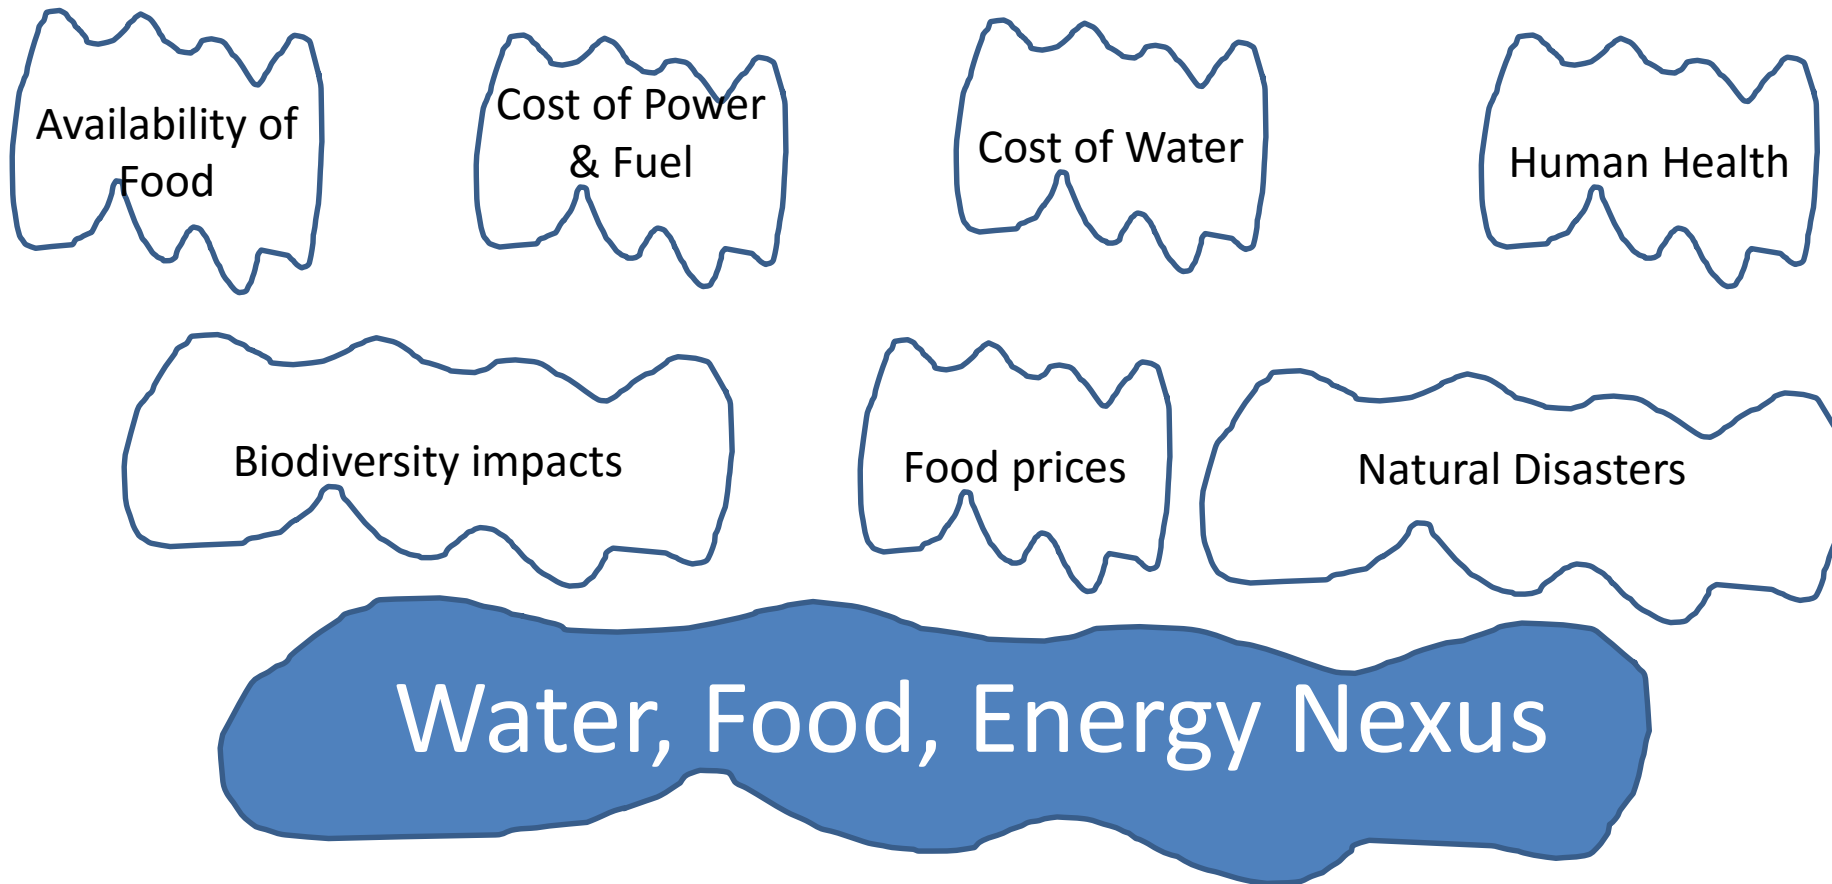 Availability of
Food
Cost of Power
& Fuel
Cost of Water
Human Health
Biodiversity impacts
Food prices
Natural Disasters
Water, Food, Energy Nexus